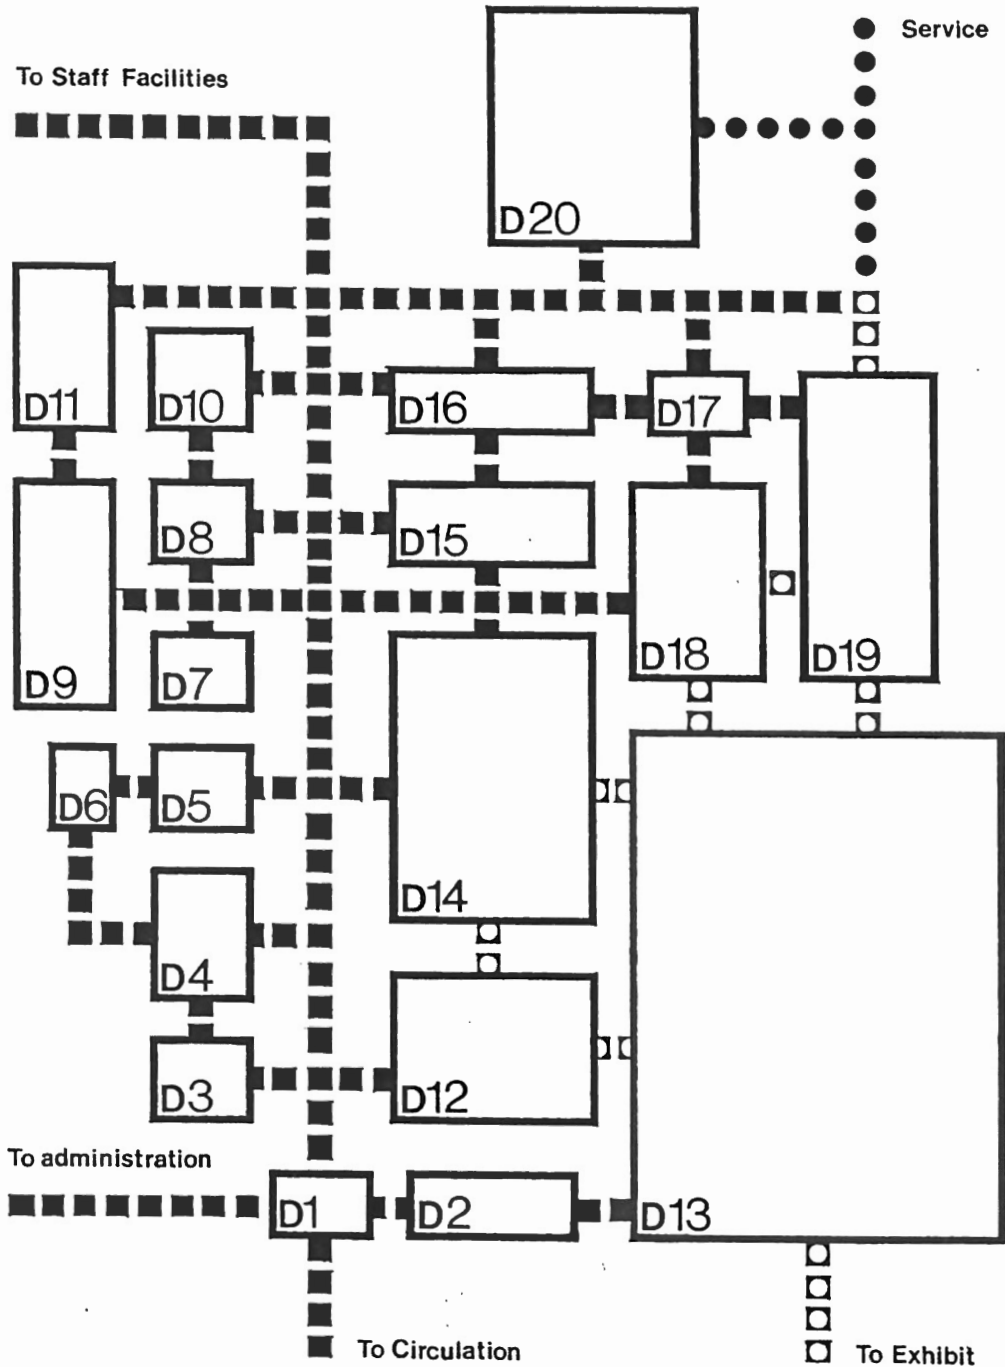 Service
To Staff Facilities
D20
D11
D10
D16
D17
D8
D15
D9
D7
D18
D19
D6
D5
D14
D4
D3
D12
To administration
D1
D2
D13
To Circulation
To Exhibit